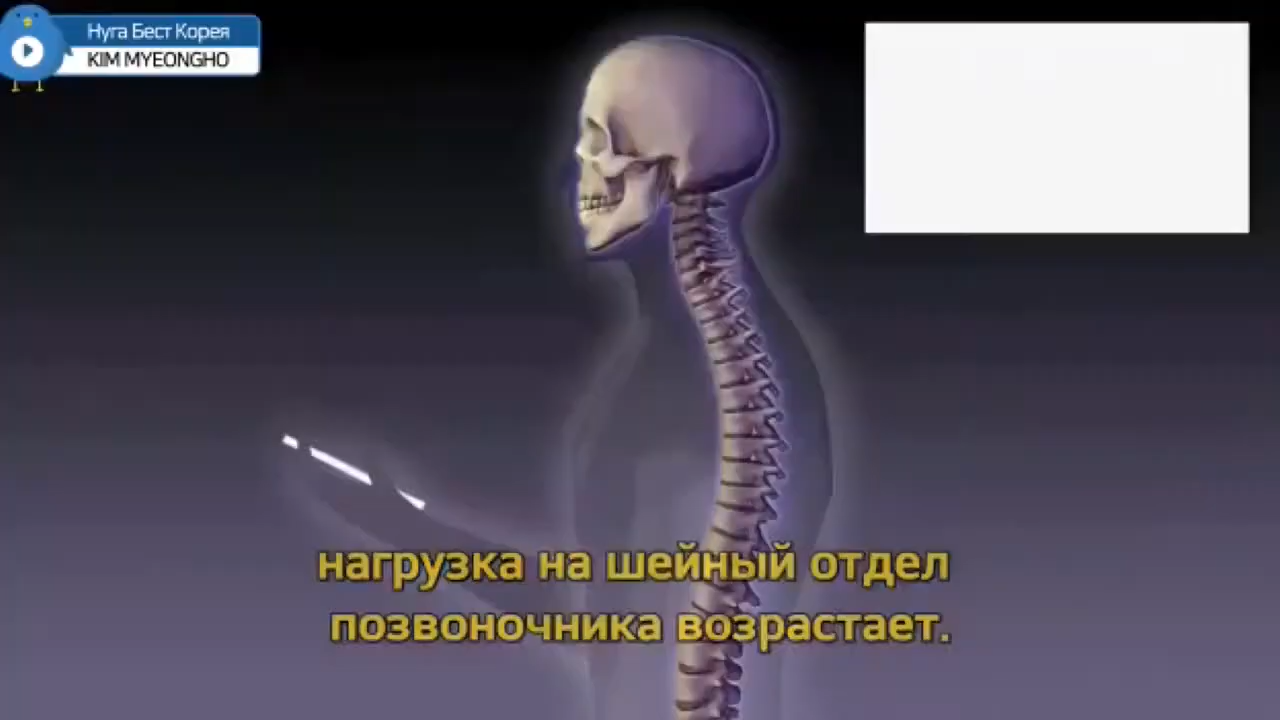 Нуга Бест Корея
KIM MYEONGHO
нагрузка на шейный отдел
позвоночника возрастает.